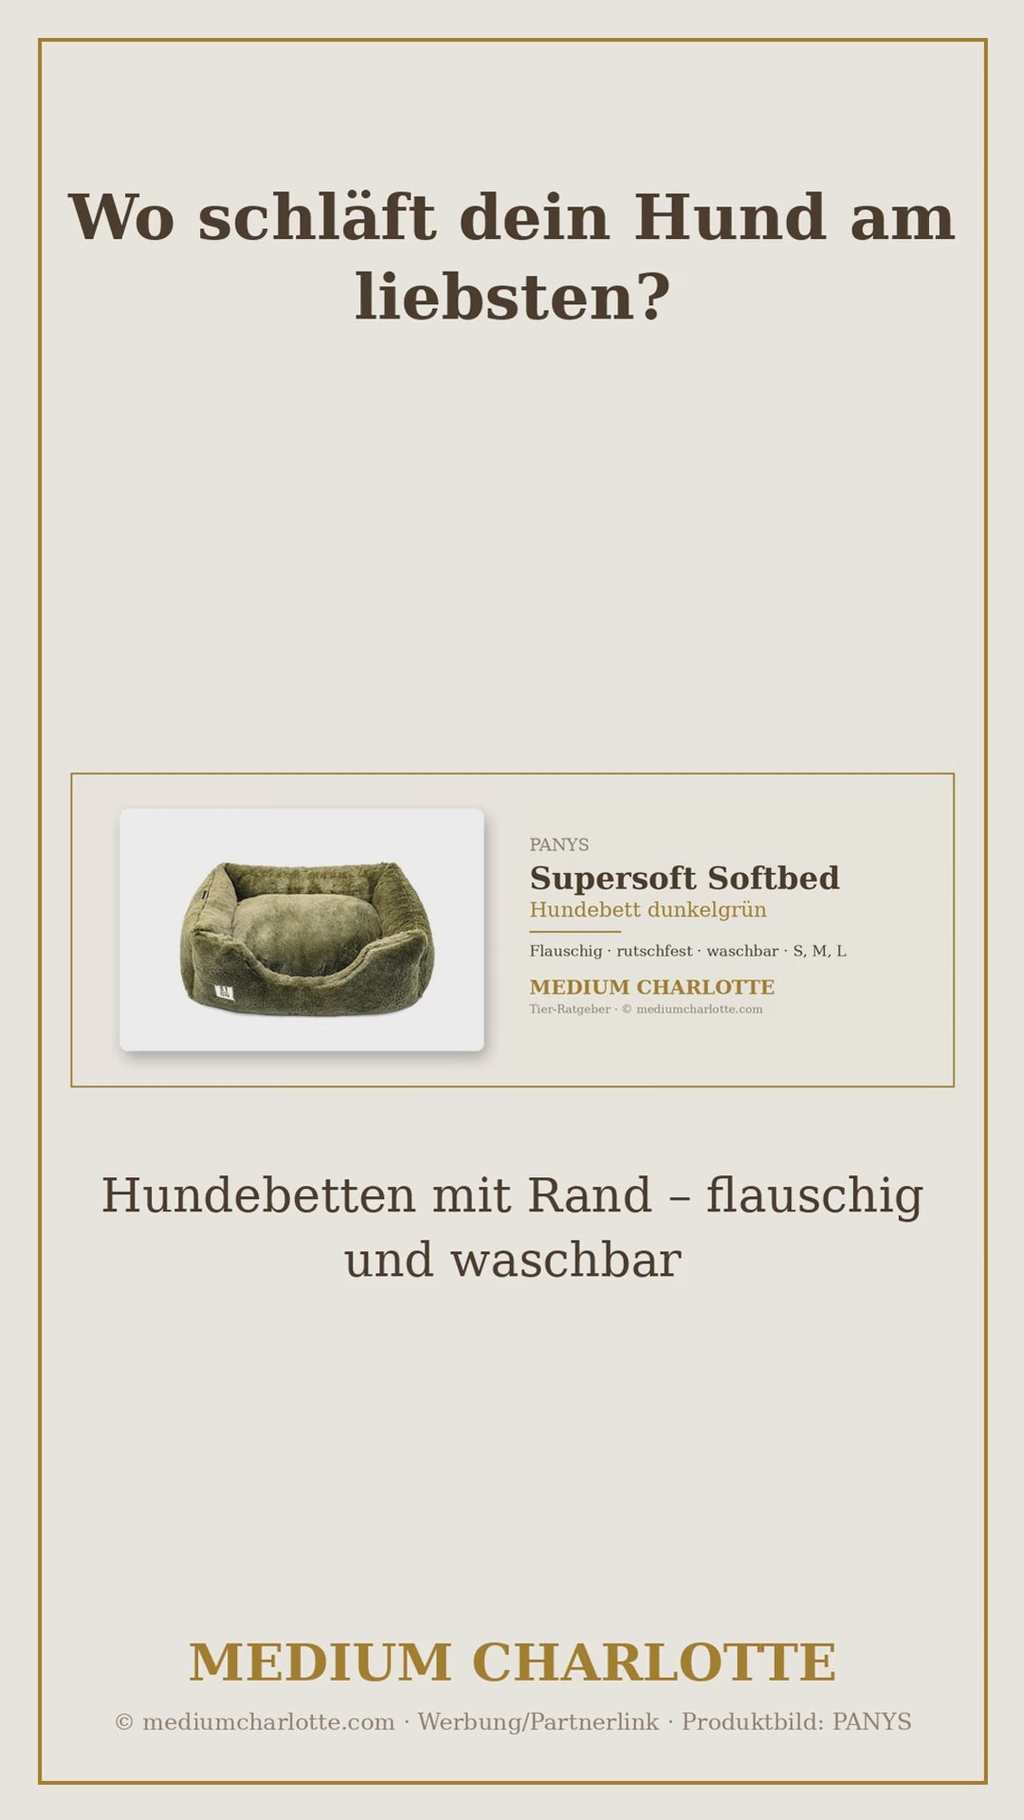 Wo schläft dein Hund am
liebsten?
PANYS
Supersoft Softbed
Hundebett dunkelgrün
Flauschig · rutschfest · waschbar · S, M, L
MEDIUM CHARLOTTE
Tier-Ratgeber · © mediumcharlotte.com
Hundebetten mit Rand – flauschig
und waschbar
MEDIUM CHARLOTTE
© mediumcharlotte.com · Werbung/Partnerlink · Produktbild: PANYS